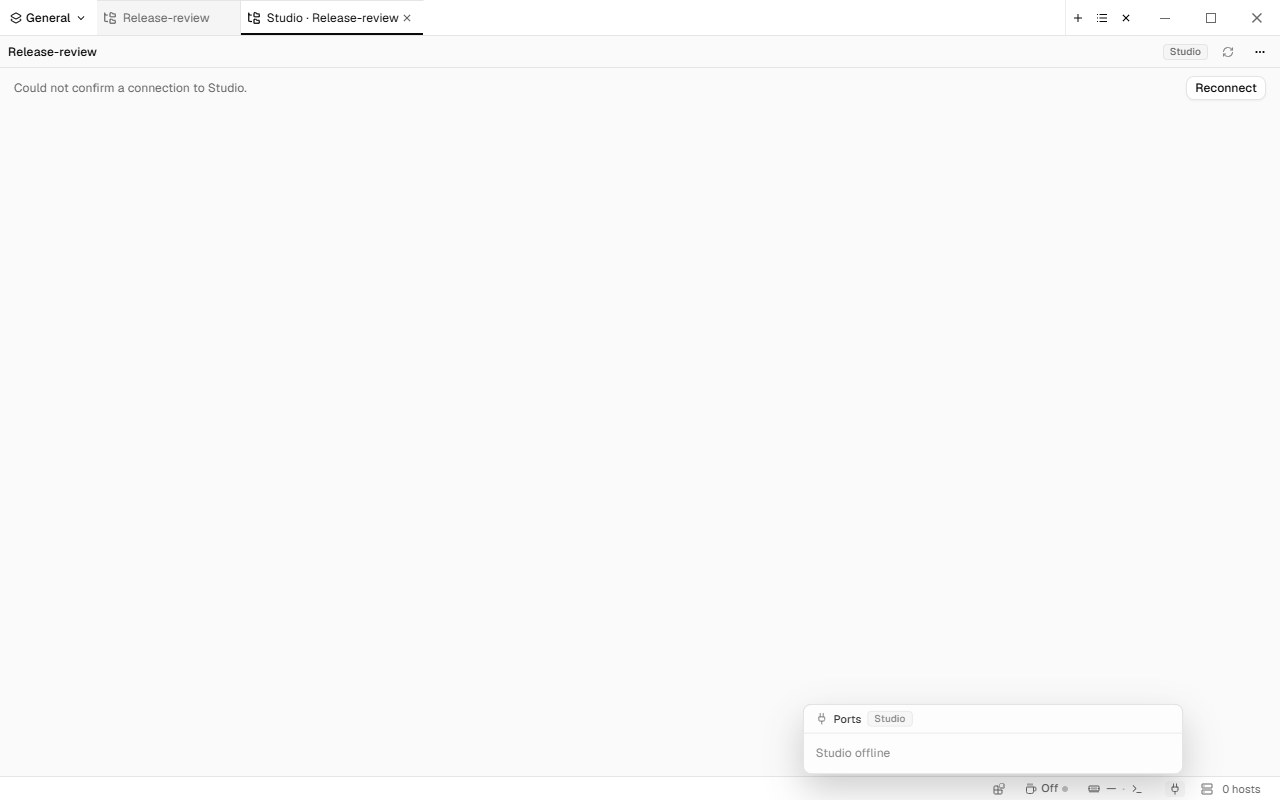 General
Release-review
Studio · Release-review
Release-review
Studio
Could not confirm a connection to Studio.
Reconnect
Ports
Studio
Studio offline
Off
— ·
0 hosts